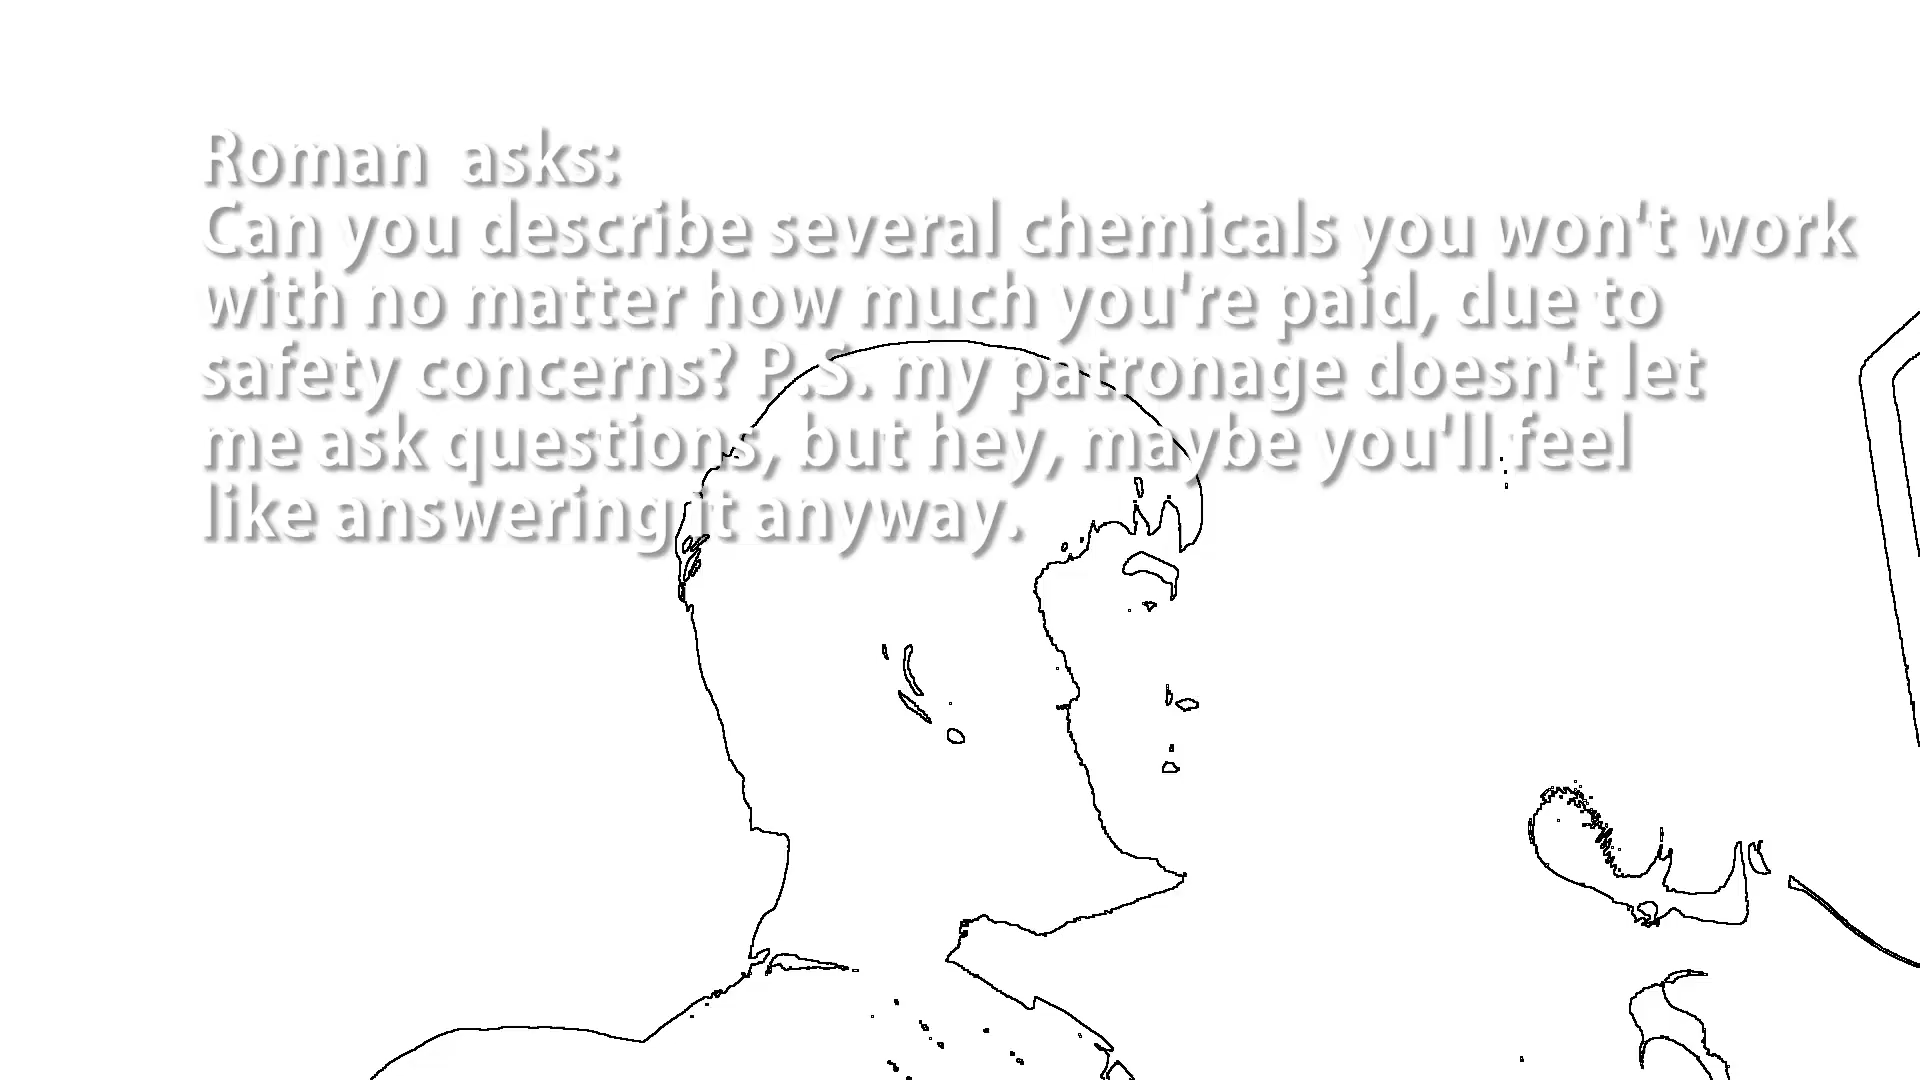 Roman asks:
Can you describe several chemicals you won't work
with no matter how much you're paid, due to
safety concerns? P.S. my patronage doesn't let
me ask questions, but hey, maybe you'll feel
like answering it anyway.